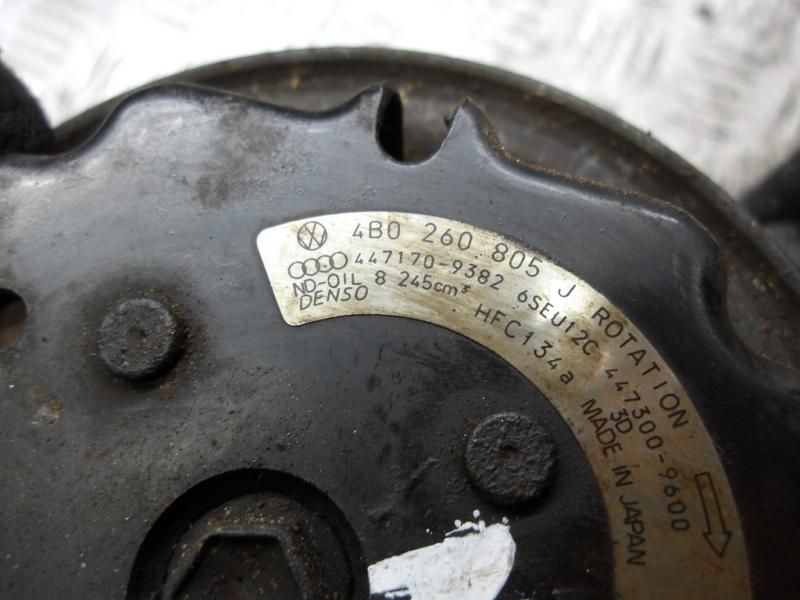 4B0 260 805 J ROTATION
447170-9382 6SEU12C 447300-9600
ND-OIL 8 245cm³ HFC134a 3D
DENSO MADE IN JAPAN